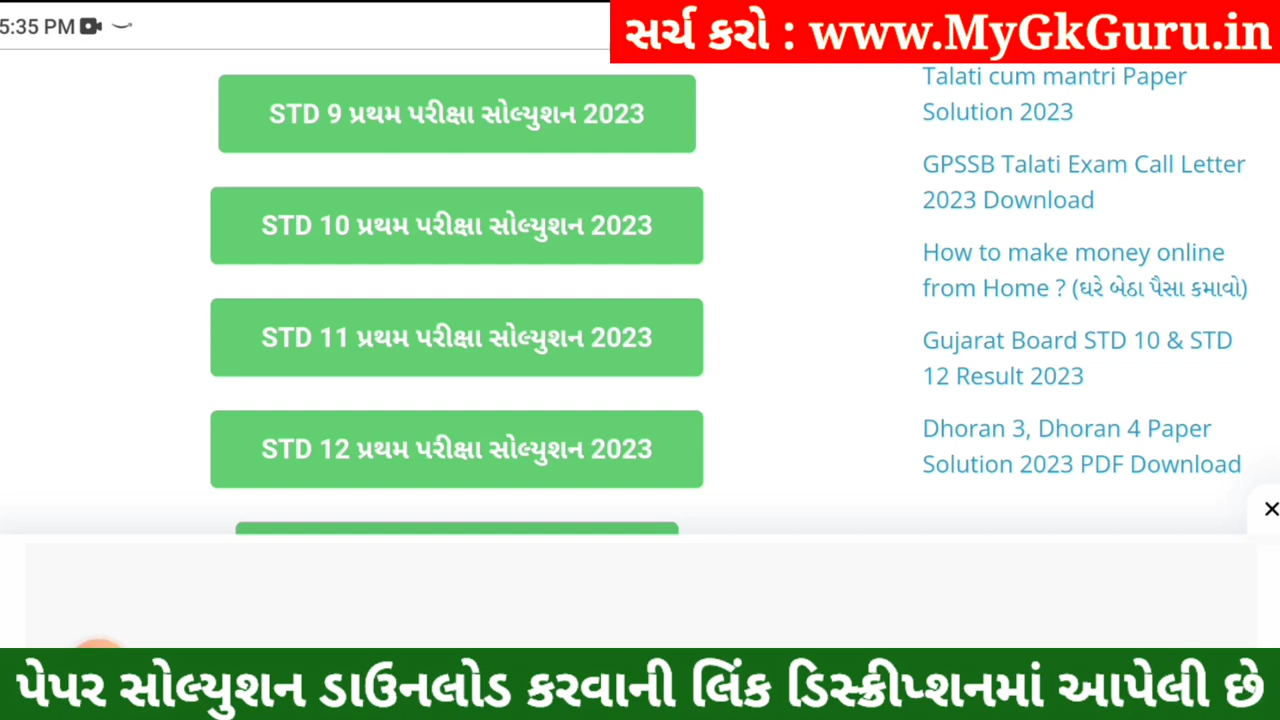 5:35 PM
સર્ચ કરો : www.MyGkGuru.in
STD 9 પ્રથમ પરીક્ષા સોલ્યુશન 2023
STD 10 પ્રથમ પરીક્ષા સોલ્યુશન 2023
STD 11 પ્રથમ પરીક્ષા સોલ્યુશન 2023
STD 12 પ્રથમ પરીક્ષા સોલ્યુશન 2023
Talati cum mantri Paper
Solution 2023
GPSSB Talati Exam Call Letter
2023 Download
How to make money online
from Home ? (ઘરે બેઠા પૈસા કમાવો)
Gujarat Board STD 10 & STD
12 Result 2023
Dhoran 3, Dhoran 4 Paper
Solution 2023 PDF Download
પેપર સોલ્યુશન ડાઉનલોડ કરવાની લિંક ડિસ્ક્રીપ્શનમાં આપેલી છે